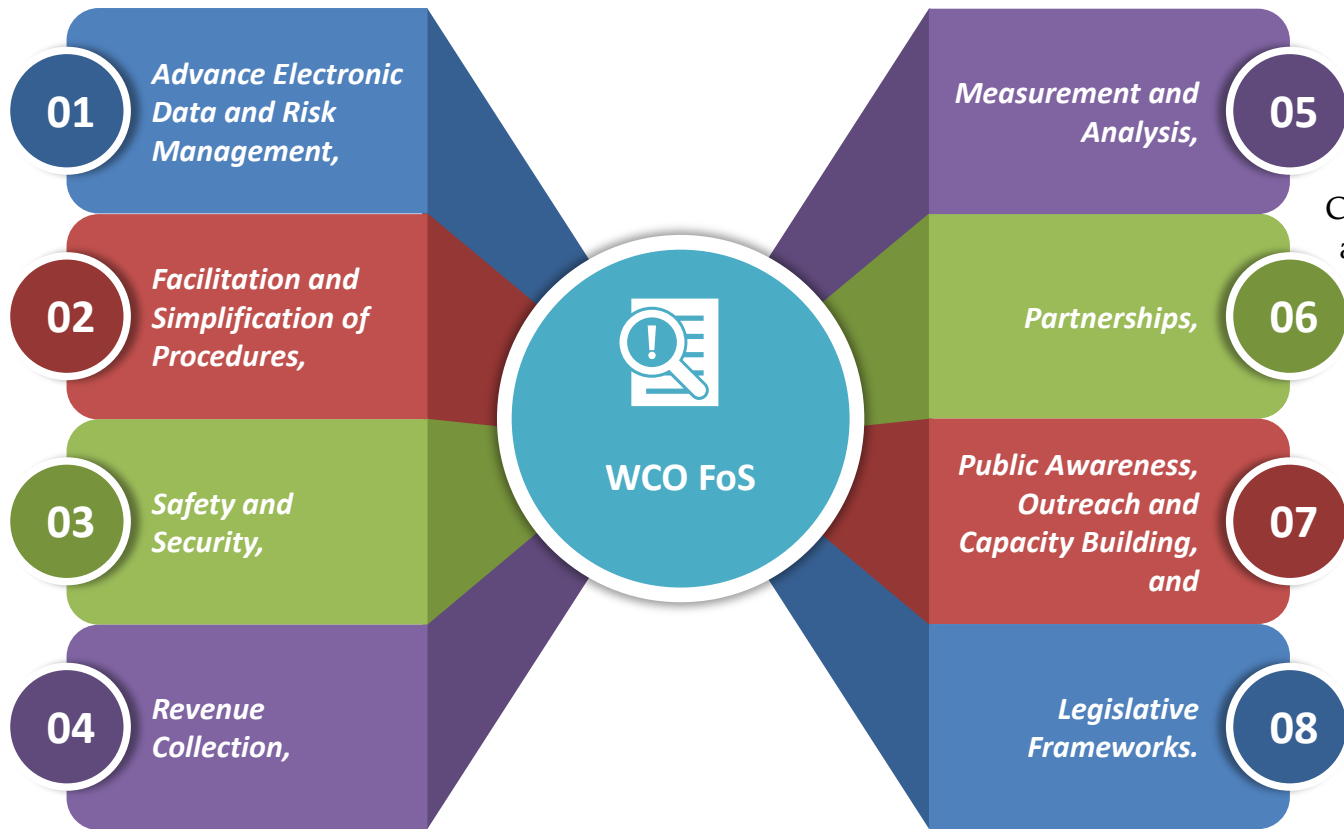 01
Advance Electronic
Data and Risk
Management,
02
Facilitation and
Simplification of
Procedures,
03
Safety and
Security,
04
Revenue
Collection,
WCO FoS
Measurement and
Analysis,
05
Partnerships,
06
Public Awareness,
Outreach and
Capacity Building,
and
07
Legislative
Frameworks.
08